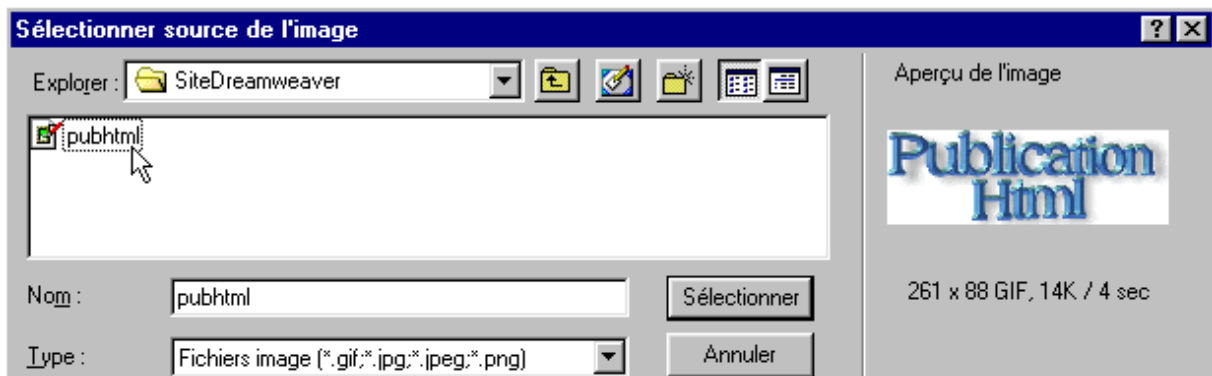 Sélectionner source de l'image
Explorer : SiteDreamweaver
Aperçu de l'image
pubhtml
Publication
Html
Nom : pubhtml
Sélectionner
261 x 88 GIF, 14K / 4 sec
Type : Fichiers image (*.gif;*.jpg;*.jpeg;*.png)
Annuler